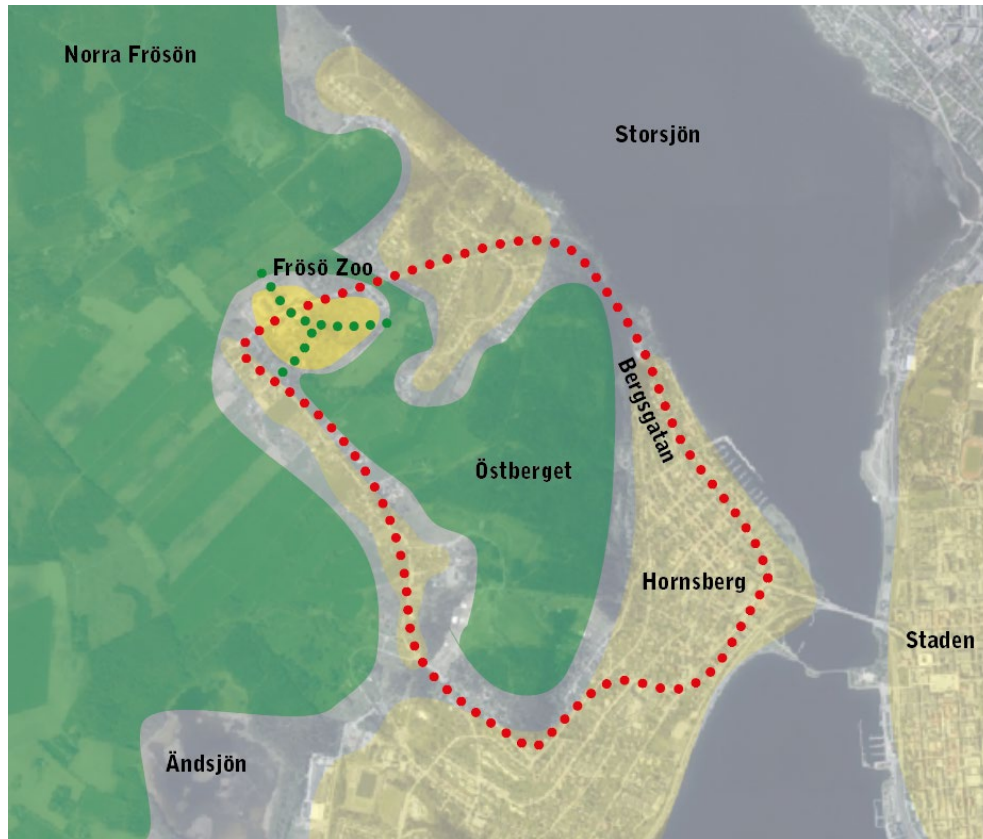 Norra Frösön
Storsjön
Frösö Zoo
Bergsgatan
Östberget
Hornsberg
Staden
Ändsjön